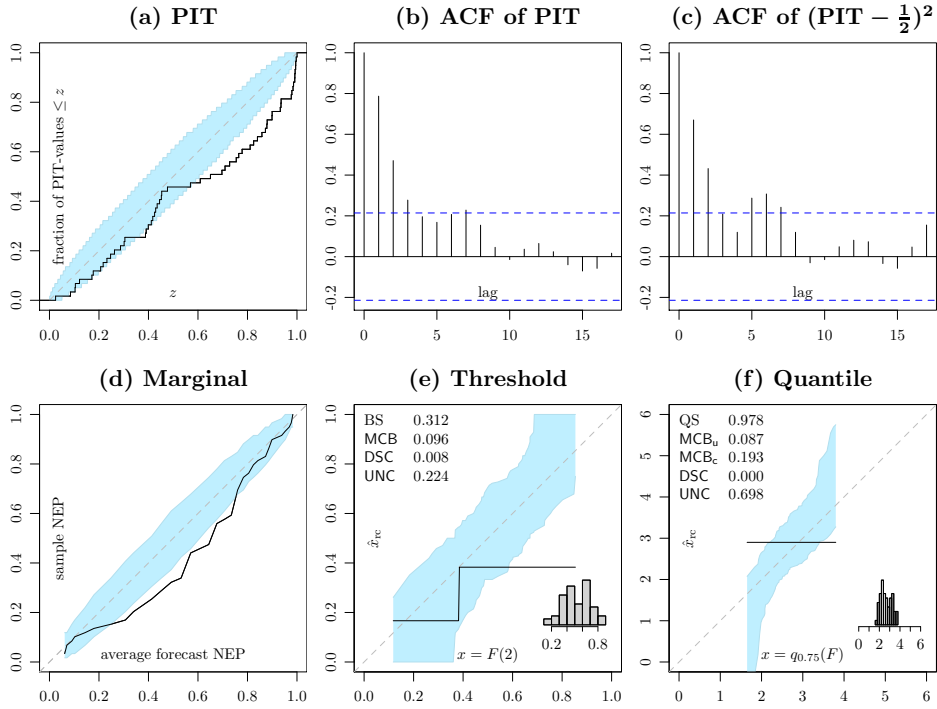 (a) PIT
(b) ACF of PIT
(c) ACF of (PIT − 1/2)²
fraction of PIT-values ≤ z
0.0 0.2 0.4 0.6 0.8 1.0
z
0.0 0.2 0.4 0.6 0.8 1.0
-0.2 0.0 0.2 0.4 0.6 0.8 1.0
lag
0 5 10 15
-0.2 0.0 0.2 0.4 0.6 0.8 1.0
lag
0 5 10 15
(d) Marginal
(e) Threshold
(f) Quantile
sample NEP
0.0 0.2 0.4 0.6 0.8 1.0
average forecast NEP
0.0 0.2 0.4 0.6 0.8 1.0
BS 0.312
MCB 0.096
DSC 0.008
UNC 0.224
x̂rc
0.0 0.2 0.4 0.6 0.8 1.0
0.2 0.8
x = F(2)
0.0 0.2 0.4 0.6 0.8 1.0
QS 0.978
MCBu 0.087
MCBc 0.193
DSC 0.000
UNC 0.698
x̂rc
0 1 2 3 4 5 6
0 2 4 6
x = q0.75(F)
0 1 2 3 4 5 6